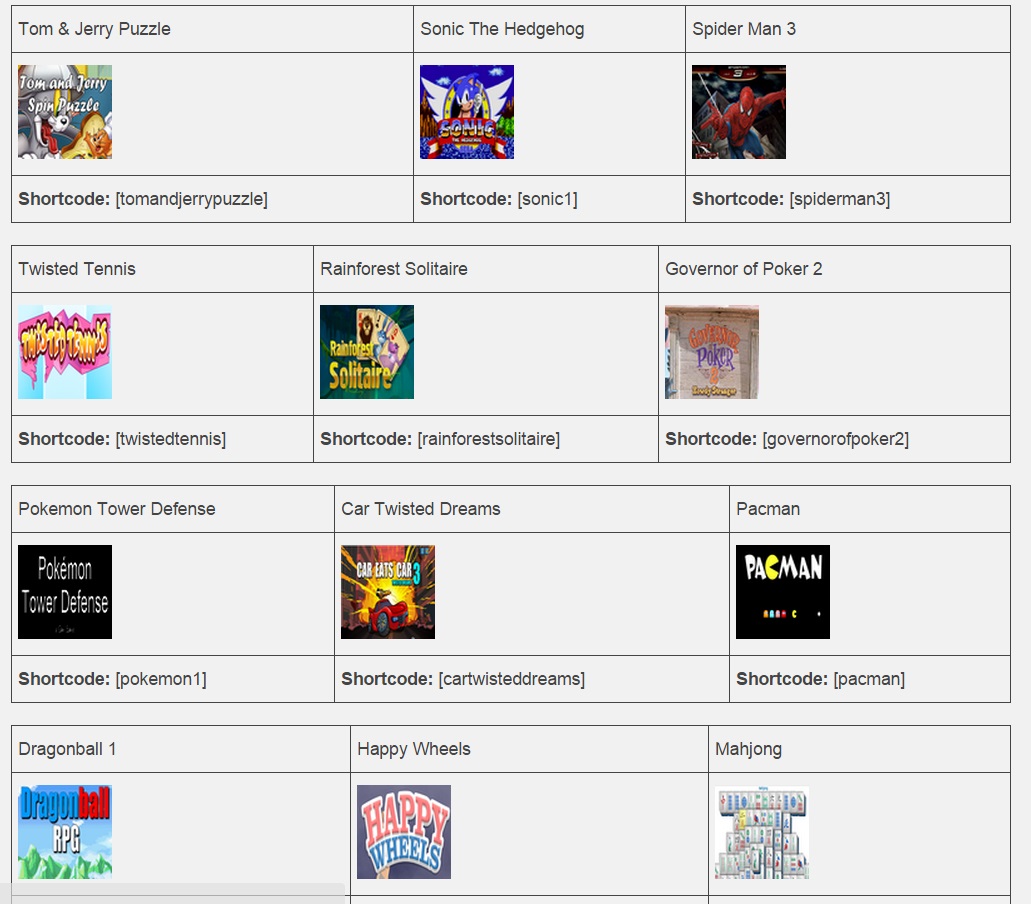 Tom & Jerry Puzzle
Sonic The Hedgehog
Spider Man 3
Tom and Jerry
Spin Puzzle
SONIC
THE HEDGEHOG
SEGA
3
Shortcode: [tomandjerrypuzzle]
Shortcode: [sonic1]
Shortcode: [spiderman3]
Twisted Tennis
Rainforest Solitaire
Governor of Poker 2
TWISTED TENNIS
Rainforest
Solitaire
Governor
POKER
2
Shortcode: [twistedtennis]
Shortcode: [rainforestsolitaire]
Shortcode: [governorofpoker2]
Pokemon Tower Defense
Car Twisted Dreams
Pacman
Pokémon
Tower Defense
CAR EATS CAR
3
PACMAN
Shortcode: [pokemon1]
Shortcode: [cartwisteddreams]
Shortcode: [pacman]
Dragonball 1
Happy Wheels
Mahjong
Dragonball
RPG
HAPPY
WHEELS